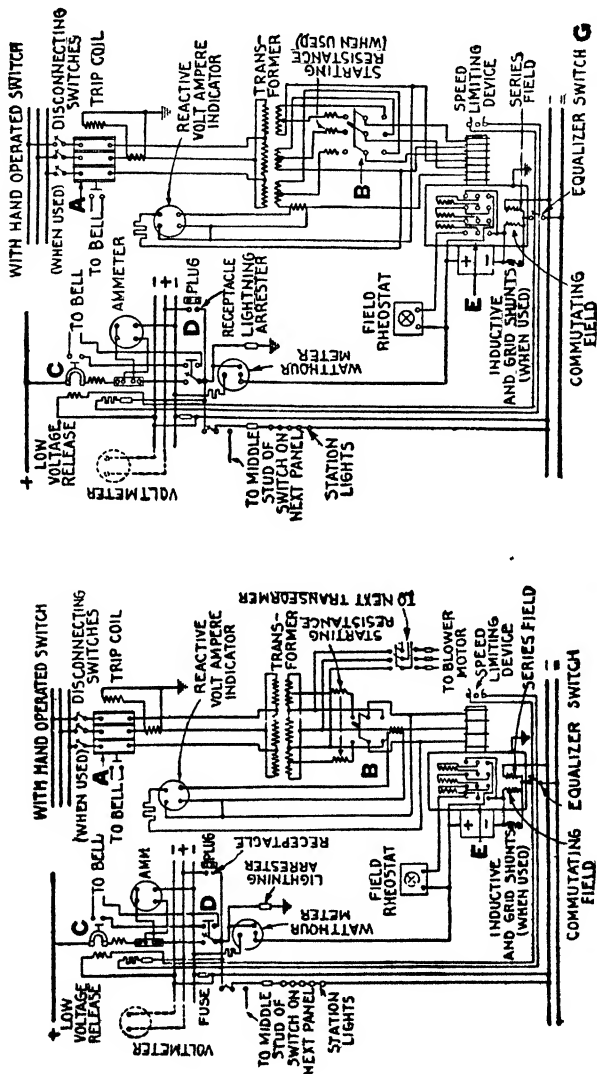 WITH HAND OPERATED SWITCH
(WHEN USED)
DISCONNECTING
SWITCHES
A
TRIP COIL
TO BELL
REACTIVE
VOLT AMPERE
INDICATOR
TRANS-
FORMER
STARTING
RESISTANCE
(WHEN USED)
B
SPEED
LIMITING
DEVICE
SERIES
FIELD
EQUALIZER SWITCH
G
+
LOW
VOLTAGE
RELEASE
C
TO BELL
AMMETER
VOLTMETER
− + −
PLUG
D
RECEPTACLE
LIGHTNING
ARRESTER
WATTHOUR
METER
TO MIDDLE
STUD OF
SWITCH ON
NEXT PANEL
STATION
LIGHTS
FIELD
RHEOSTAT
+ −
E
INDUCTIVE
AND GRID SHUNTS
(WHEN USED)
COMMUTATING
FIELD
− =
WITH HAND OPERATED SWITCH
(WHEN USED)
DISCONNECTING
SWITCHES
A
TRIP COIL
TO BELL
REACTIVE
VOLT AMPERE
INDICATOR
TRANS-
FORMER
STARTING
RESISTANCE
TO NEXT TRANSFORMER
B
TO BLOWER
MOTOR
SPEED
LIMITING
DEVICE
SERIES FIELD
EQUALIZER SWITCH
+
LOW
VOLTAGE
RELEASE
C
TO BELL
AMM
VOLTMETER
− + −
FUSE
PLUG
D
RECEPTACLE
LIGHTNING
ARRESTER
WATTHOUR
METER
TO MIDDLE
STUD OF
SWITCH ON
NEXT PANEL
STATION
LIGHTS
FIELD
RHEOSTAT
+ −
E
INDUCTIVE
AND GRID SHUNTS
(WHEN USED)
COMMUTATING
FIELD
− =